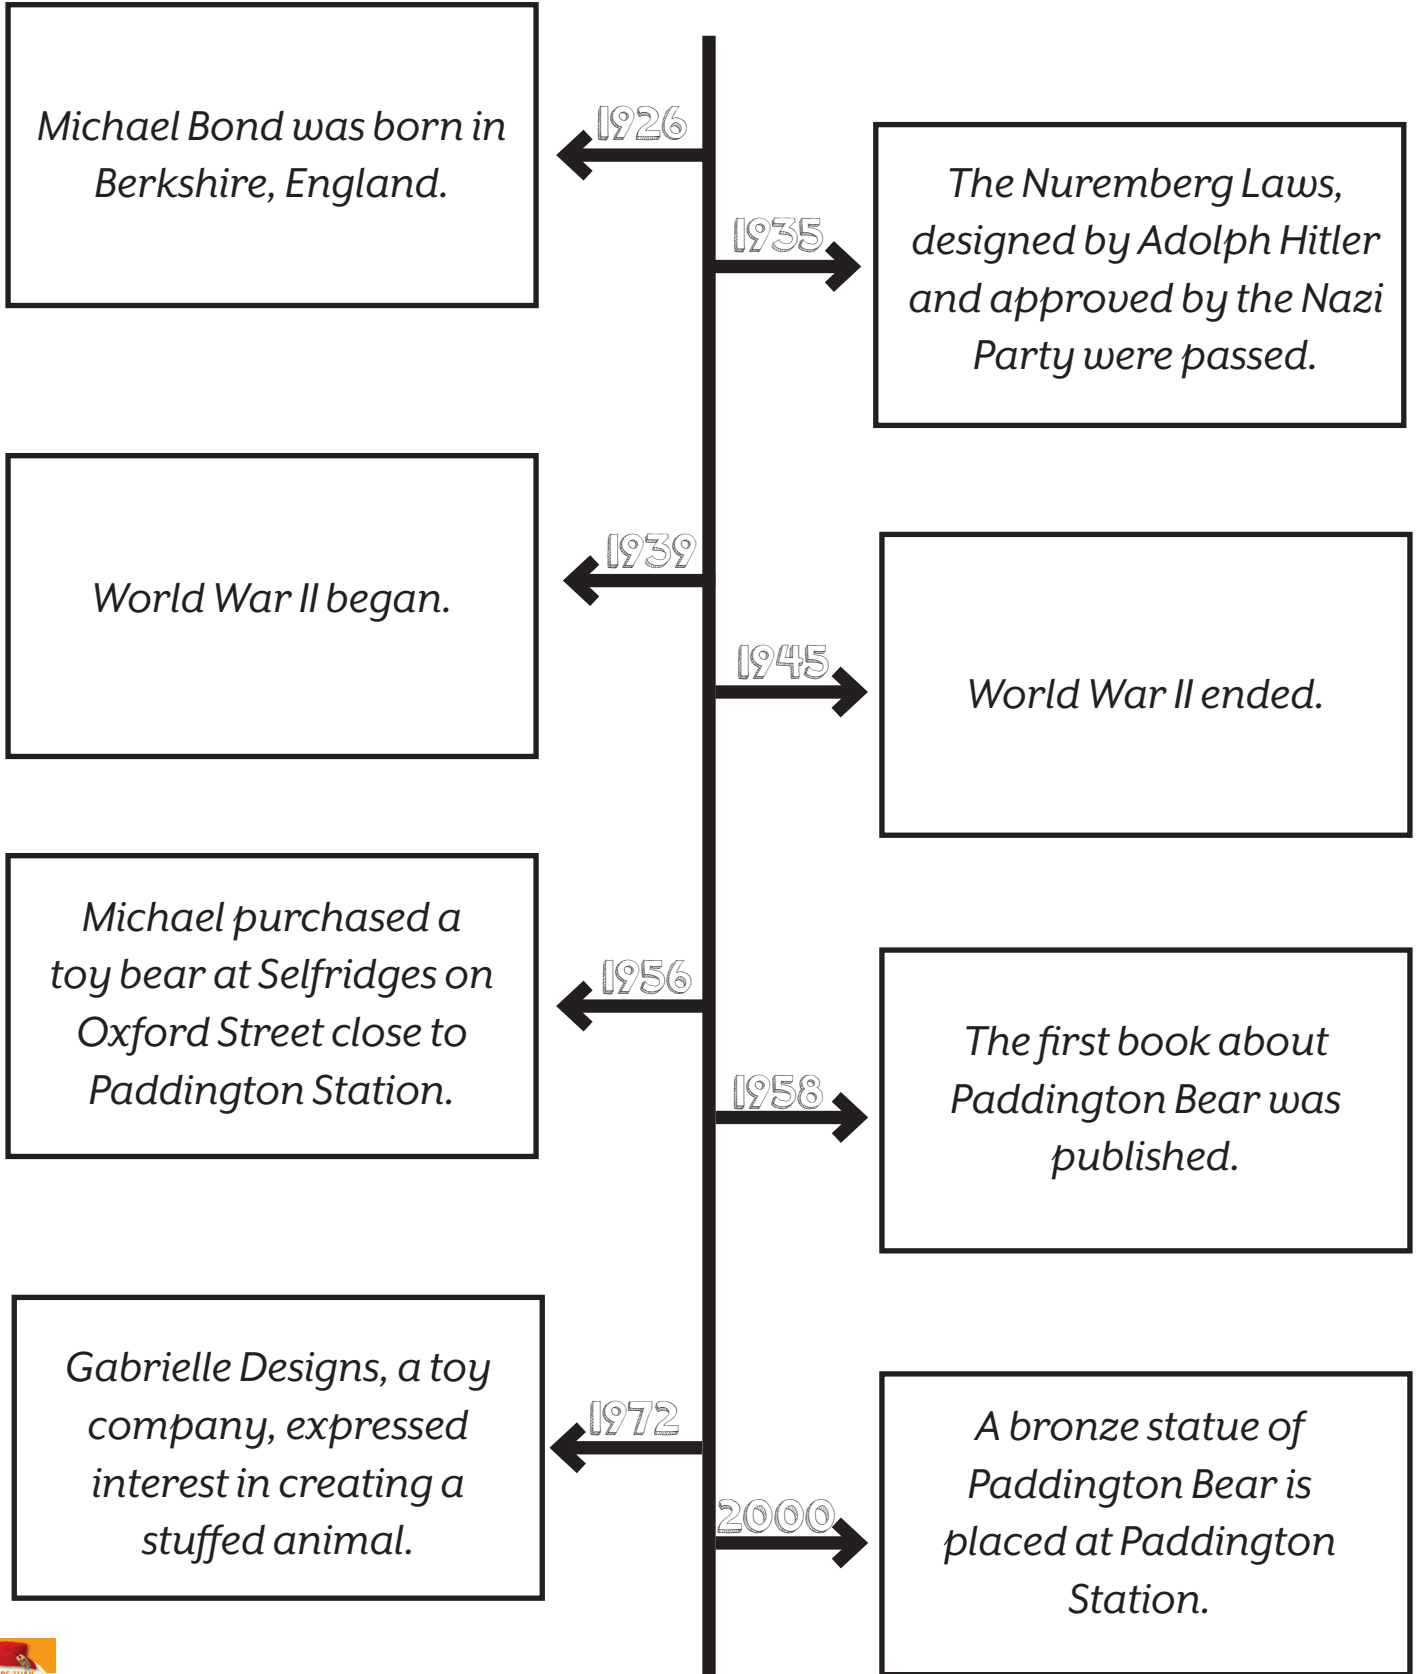 1926
Michael Bond was born in
Berkshire, England.
1935
The Nuremberg Laws,
designed by Adolph Hitler
and approved by the Nazi
Party were passed.
1939
World War II began.
1945
World War II ended.
1956
Michael purchased a
toy bear at Selfridges on
Oxford Street close to
Paddington Station.
1958
The first book about
Paddington Bear was
published.
1972
Gabrielle Designs, a toy
company, expressed
interest in creating a
stuffed animal.
2000
A bronze statue of
Paddington Bear is
placed at Paddington
Station.